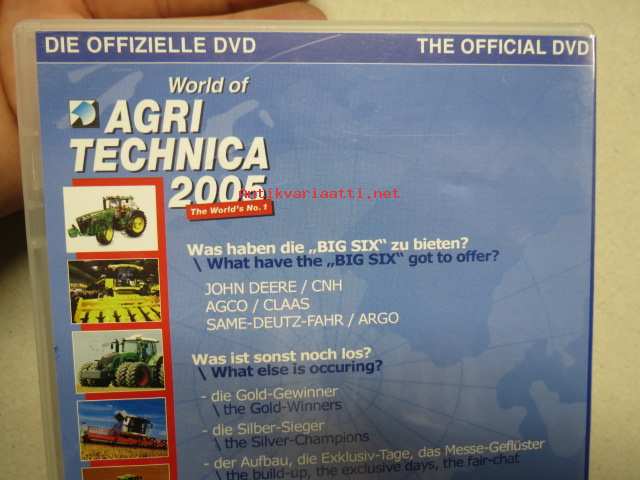 DIE OFFIZIELLE DVD
THE OFFICIAL DVD
World of
AGRI
TECHNICA
2005
The World's No. 1
antikvariaatti.net
Was haben die „BIG SIX“ zu bieten?
\ What have the „BIG SIX“ got to offer?
JOHN DEERE / CNH
AGCO / CLAAS
SAME-DEUTZ-FAHR / ARGO
Was ist sonst noch los?
\ What else is occuring?
- die Gold-Gewinner
\ the Gold-Winners
- die Silber-Sieger
\ the Silver-Champions
- der Aufbau, die Exklusiv-Tage, das Messe-Geflüster
\ the build-up, the exclusive days, the fair-chat